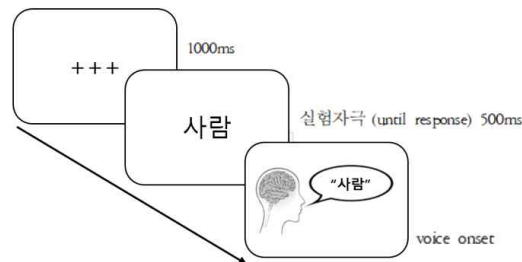 +++
1000ms
사람
실험자극 (until response) 500ms
"사람"
voice onset